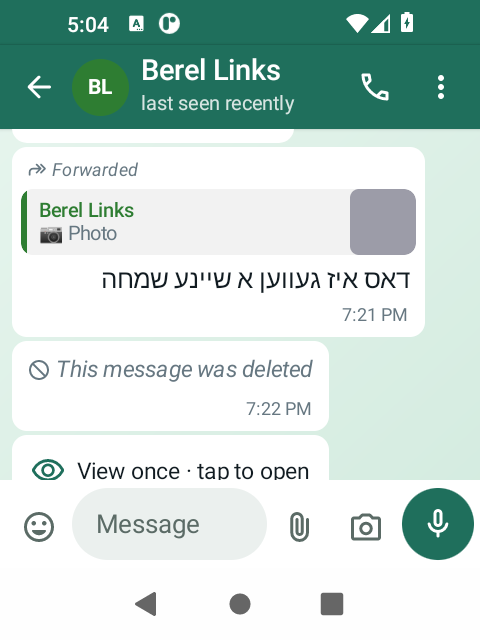 5:04
BL
Berel Links
last seen recently
Forwarded
Berel Links
📷 Photo
דאס איז געווען א שיינע שמחה
7:21 PM
This message was deleted
7:22 PM
View once · tap to open
Message